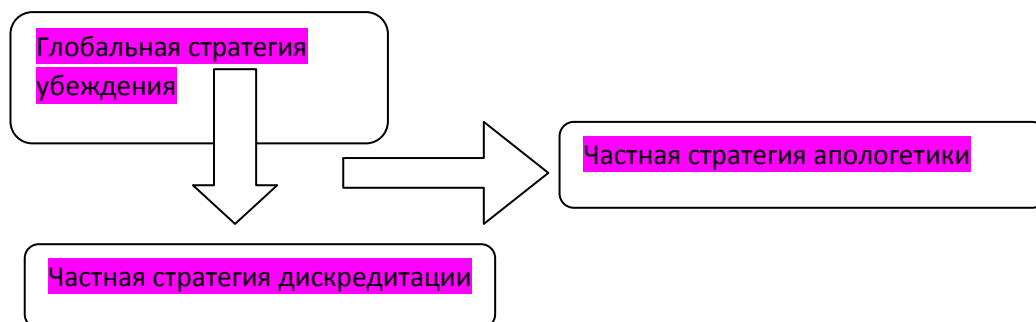 Глобальная стратегия
убеждения
Частная стратегия апологетики
Частная стратегия дискредитации